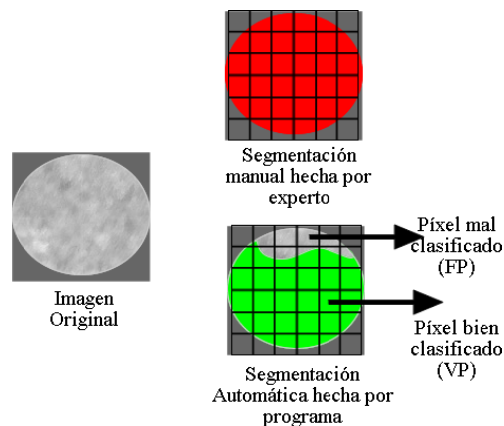 Segmentación
manual hecha por
experto
Imagen
Original
Píxel mal
clasificado
(FP)
Píxel bien
clasificado
(VP)
Segmentación
Automática hecha por
programa